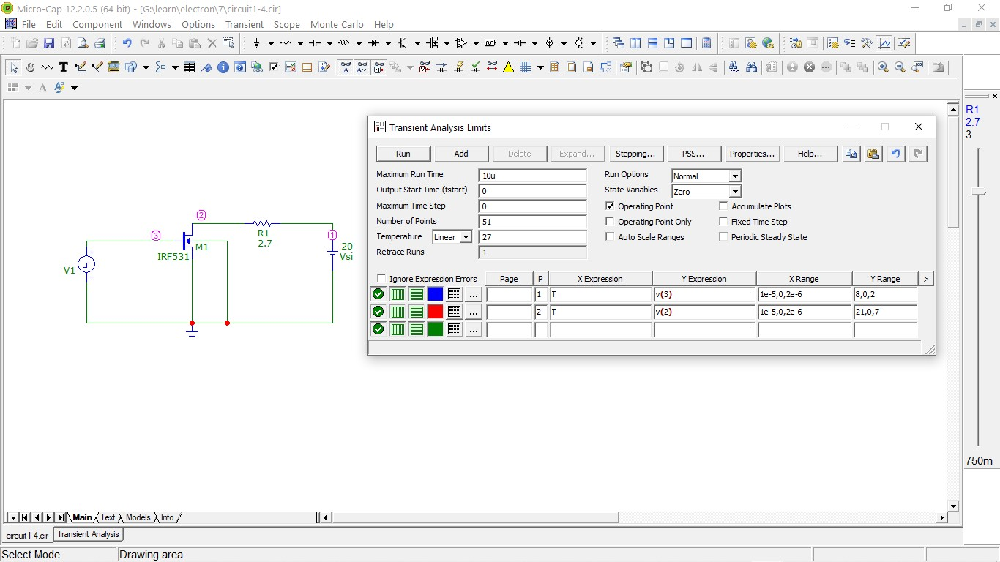 Micro-Cap 12.2.0.5 (64 bit) - [G:\learn\electron\7\circuit1-4.cir]
File Edit Component Windows Options Transient Scope Monte Carlo Help
R1
2.7
3
750m
Transient Analysis Limits
Run Add Delete Expand... Stepping... PSS... Properties... Help...
Maximum Run Time 10u Run Options Normal
Output Start Time (tstart) 0 State Variables Zero
Maximum Time Step 0 Operating Point Accumulate Plots
Number of Points 51 Operating Point Only Fixed Time Step
Temperature Linear 27 Auto Scale Ranges Periodic Steady State
Retrace Runs 1
Ignore Expression Errors Page P X Expression Y Expression X Range Y Range >
... 1 T v(3) 1e-5,0,2e-6 8,0,2
... 2 T v(2) 1e-5,0,2e-6 21,0,7
...
2
3
R1
2.7
1
M1
IRF531
20
Vsi
V1
+
-
Main Text Models Info
circuit1-4.cir Transient Analysis
Select Mode Drawing area